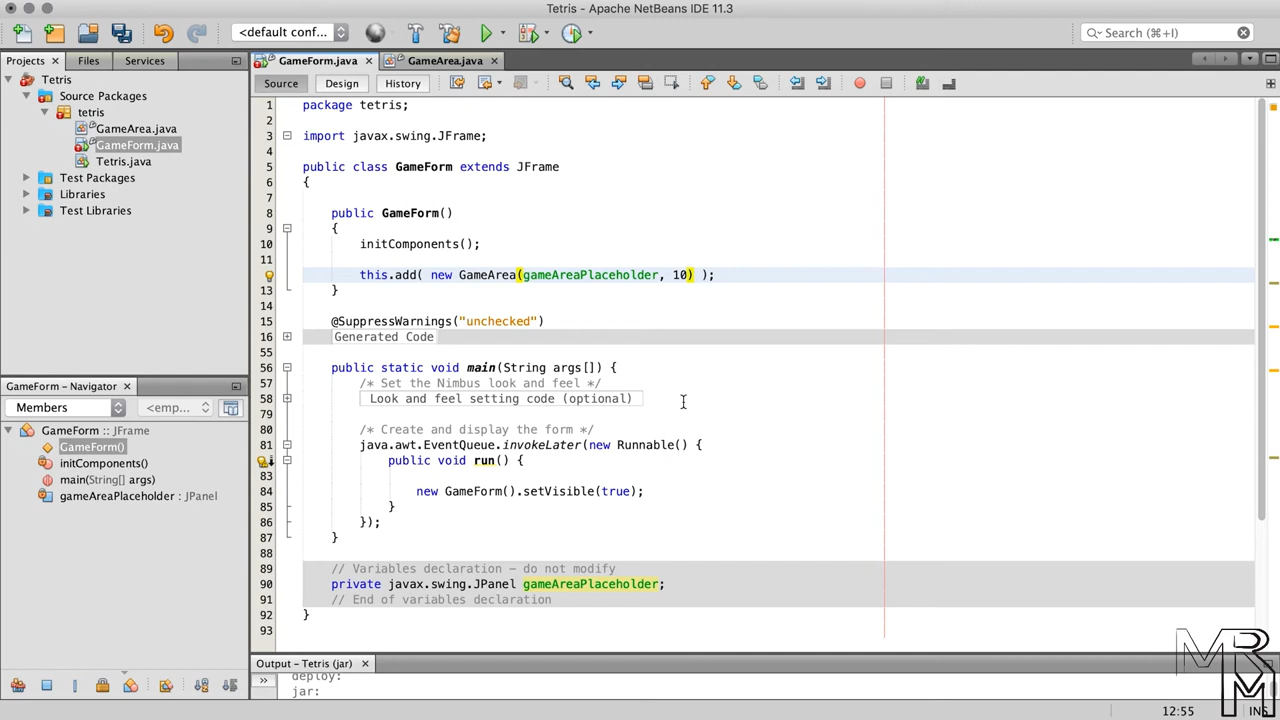 Tetris - Apache NetBeans IDE 11.3
<default conf...
Search (⌘+I)
Projects
Files
Services
GameForm.java
GameArea.java
Source
Design
History
Tetris
Source Packages
tetris
GameArea.java
GameForm.java
Tetris.java
Test Packages
Libraries
Test Libraries
GameForm - Navigator
Members
<emp...
GameForm :: JFrame
GameForm()
initComponents()
main(String[] args)
gameAreaPlaceholder : JPanel
1 package tetris;
2
3 import javax.swing.JFrame;
4
5 public class GameForm extends JFrame
6 {
7
8 public GameForm()
9 {
10 initComponents();
11
this.add( new GameArea(gameAreaPlaceholder, 10) );
13 }
14
15 @SuppressWarnings("unchecked")
16 Generated Code
55
56 public static void main(String args[]) {
57 /* Set the Nimbus look and feel */
58 Look and feel setting code (optional)
79
80 /* Create and display the form */
81 java.awt.EventQueue.invokeLater(new Runnable() {
public void run() {
83
84 new GameForm().setVisible(true);
85 }
86 });
87 }
88
89 // Variables declaration - do not modify
90 private javax.swing.JPanel gameAreaPlaceholder;
91 // End of variables declaration
92 }
93
Output - Tetris (jar)
deploy:
jar:
12:55
INS
MRM